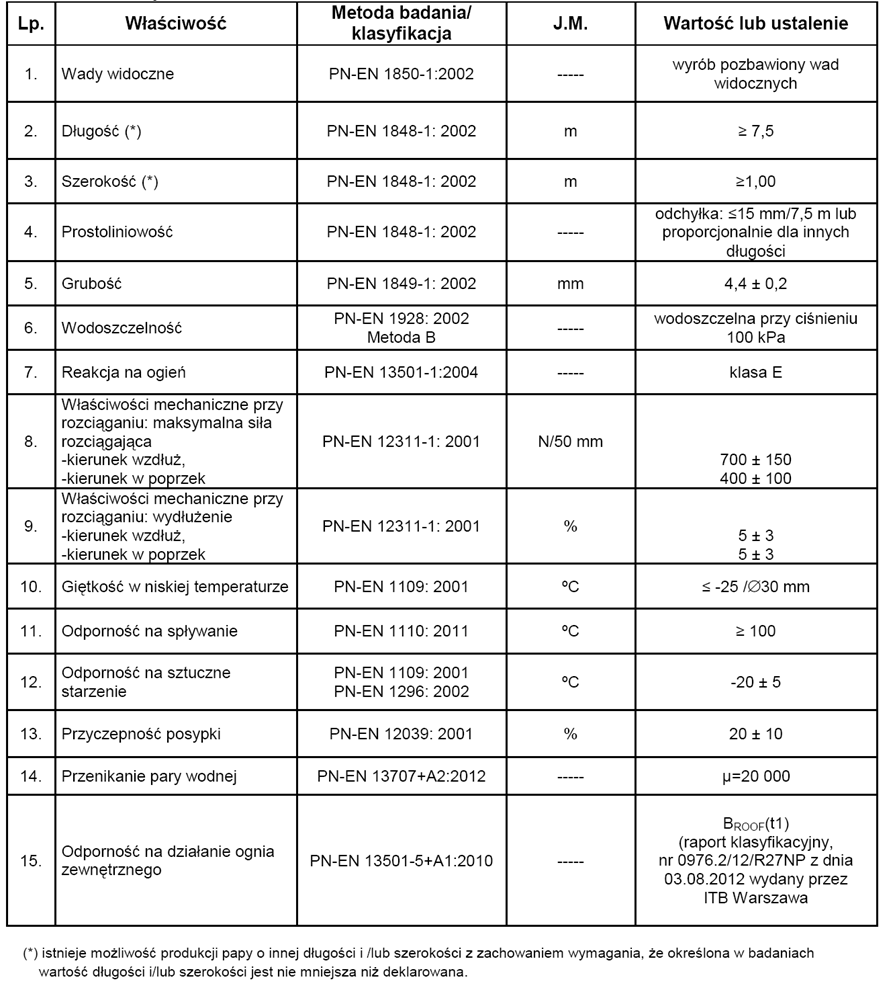 Lp. Właściwość Metoda badania/ klasyfikacja J.M. Wartość lub ustalenie
1. Wady widoczne PN-EN 1850-1:2002 ----- wyrób pozbawiony wad
widocznych
2. Długość (*) PN-EN 1848-1: 2002 m ≥ 7,5
3. Szerokość (*) PN-EN 1848-1: 2002 m ≥1,00
4. Prostoliniowość PN-EN 1848-1: 2002 ----- odchyłka: ≤15 mm/7,5 m lub
proporcjonalnie dla innych
długości
5. Grubość PN-EN 1849-1: 2002 mm 4,4 ± 0,2
6. Wodoszczelność PN-EN 1928: 2002
Metoda B ----- wodoszczelna przy ciśnieniu
100 kPa
7. Reakcja na ogień PN-EN 13501-1:2004 ----- klasa E
8. Właściwości mechaniczne przy
rozciąganiu: maksymalna siła
rozciągająca
-kierunek wzdłuż,
-kierunek w poprzek
PN-EN 12311-1: 2001 N/50 mm
700 ± 150
400 ± 100
9. Właściwości mechaniczne przy
rozciąganiu: wydłużenie
-kierunek wzdłuż,
-kierunek w poprzek
PN-EN 12311-1: 2001 %
5 ± 3
5 ± 3
10. Giętkość w niskiej temperaturze PN-EN 1109: 2001 ºC ≤ -25 /∅30 mm
11. Odporność na spływanie PN-EN 1110: 2011 ºC ≥ 100
12. Odporność na sztuczne
starzenie
PN-EN 1109: 2001
PN-EN 1296: 2002
ºC -20 ± 5
13. Przyczepność posypki PN-EN 12039: 2001 % 20 ± 10
14. Przenikanie pary wodnej PN-EN 13707+A2:2012 ----- µ=20 000
15. Odporność na działanie ognia
zewnętrznego
PN-EN 13501-5+A1:2010 -----
BROOF(t1)
(raport klasyfikacyjny,
nr 0976.2/12/R27NP z dnia
03.08.2012 wydany przez
ITB Warszawa
(*) istnieje możliwość produkcji papy o innej długości i /lub szerokości z zachowaniem wymagania, że określona w badaniach
wartość długości i/lub szerokości jest nie mniejsza niż deklarowana.